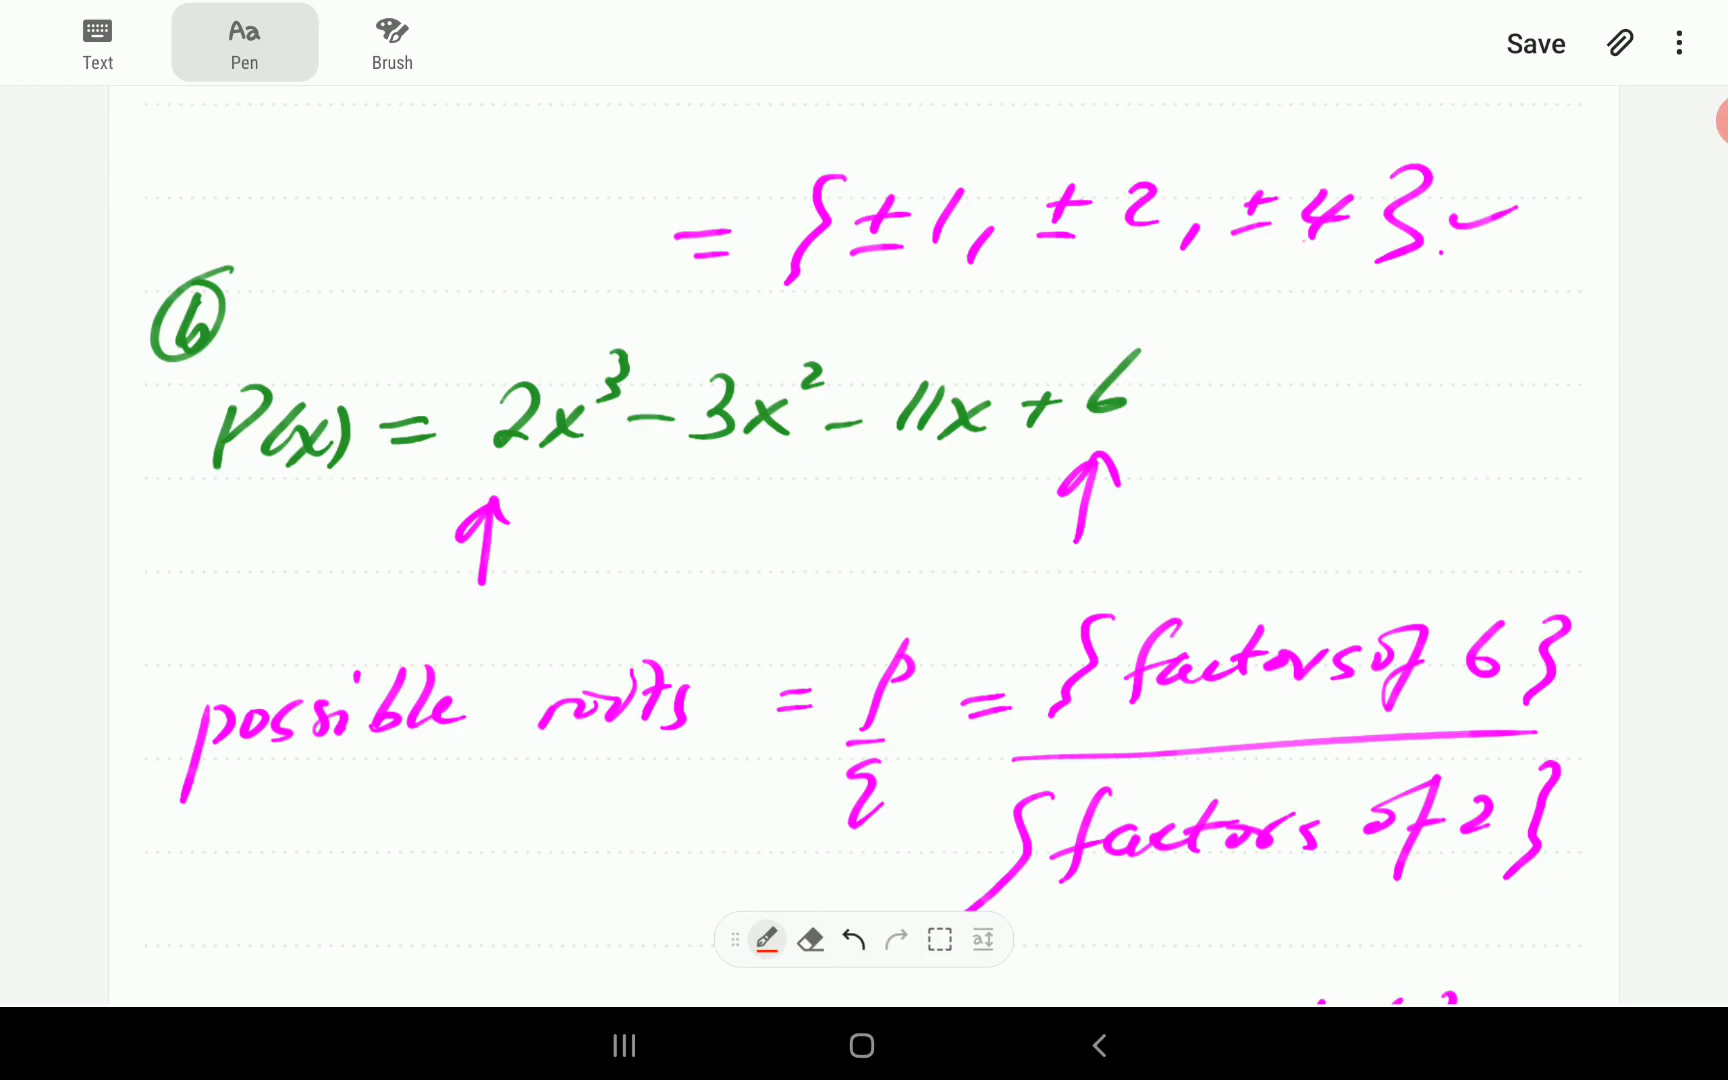 Text Pen Brush Save
= {±1, ±2, ±4}.
b
P(x) = 2x³ - 3x² - 11x + 6
possible roots = p/q = {factors of 6}/{factors of 2}